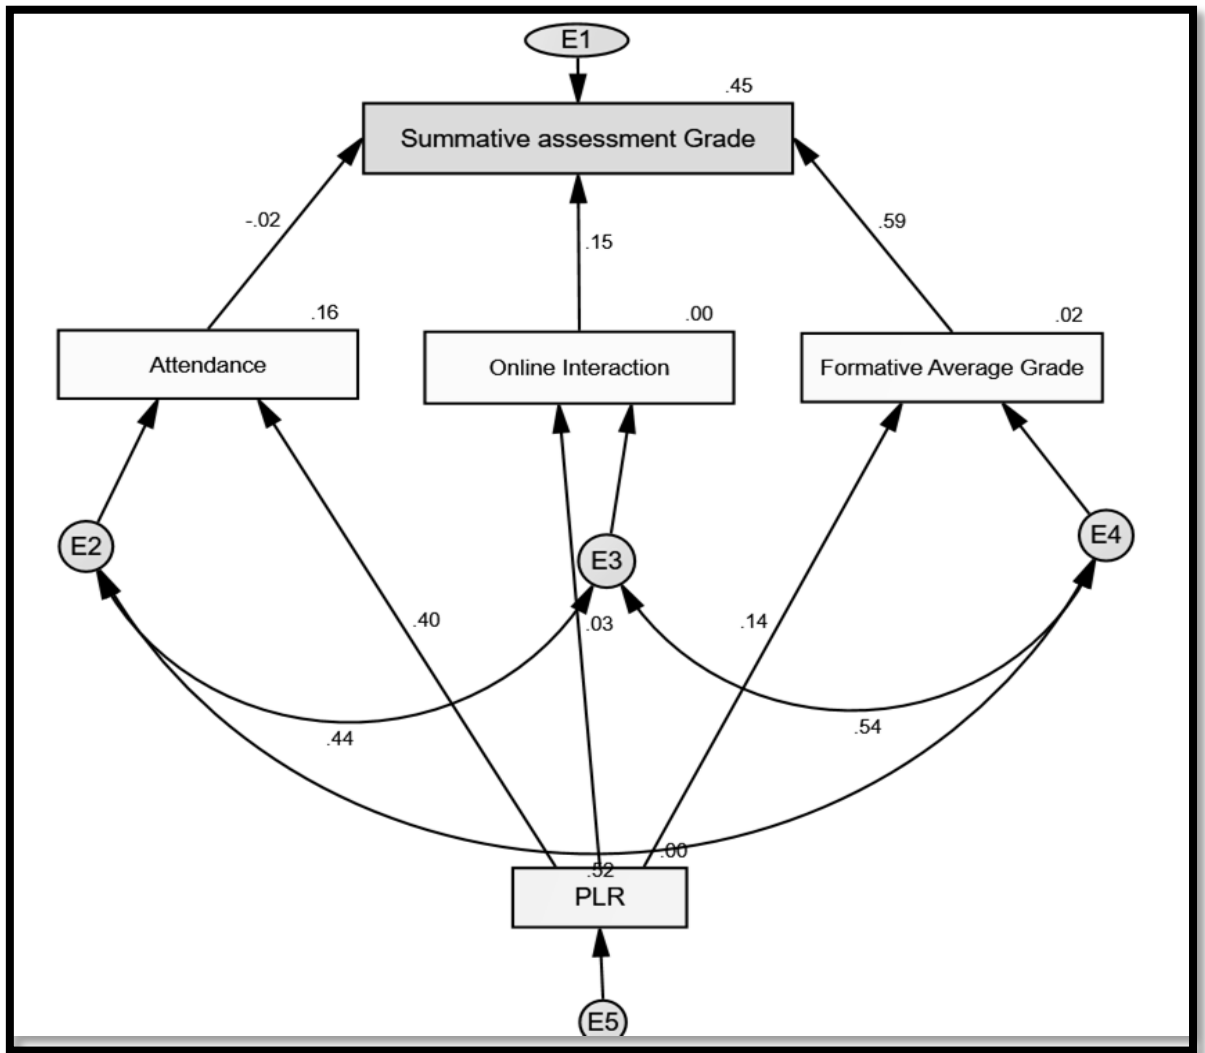 E1
.45
Summative assessment Grade
-.02
.15
.59
.16
.00
.02
Attendance
Online Interaction
Formative Average Grade
E2
E3
E4
.40
.03
.14
.44
.54
.00
.52
PLR
E5